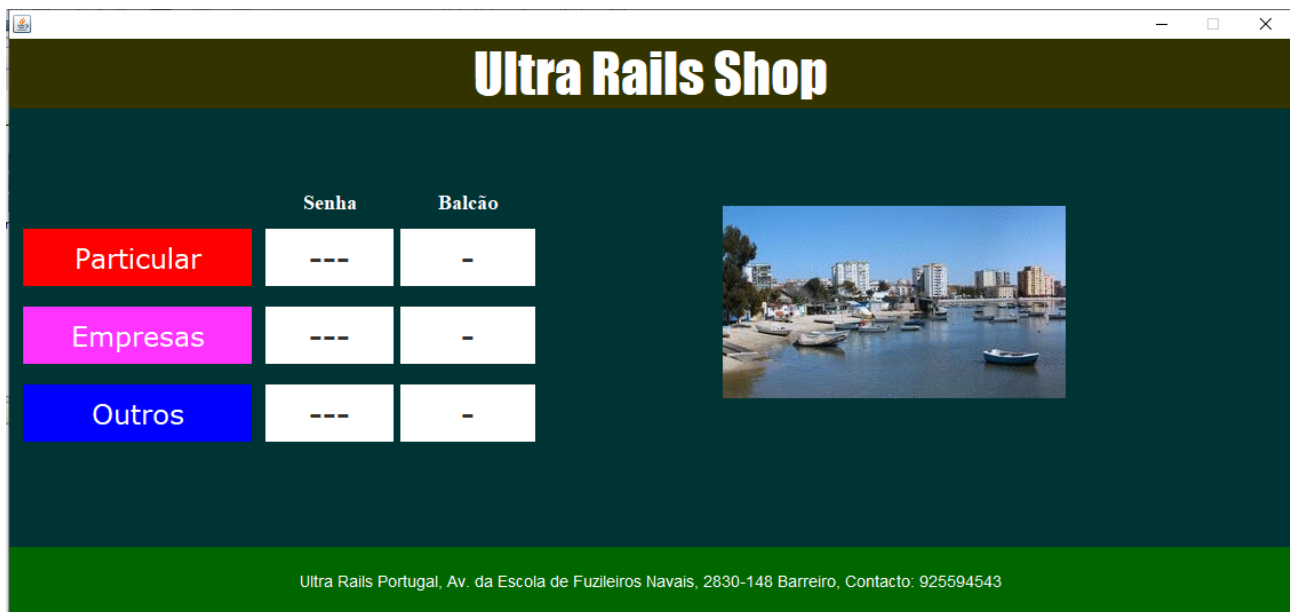 Ultra Rails Shop
Senha Balcão
Particular --- -
Empresas --- -
Outros --- -
Ultra Rails Portugal, Av. da Escola de Fuzileiros Navais, 2830-148 Barreiro, Contacto: 925594543